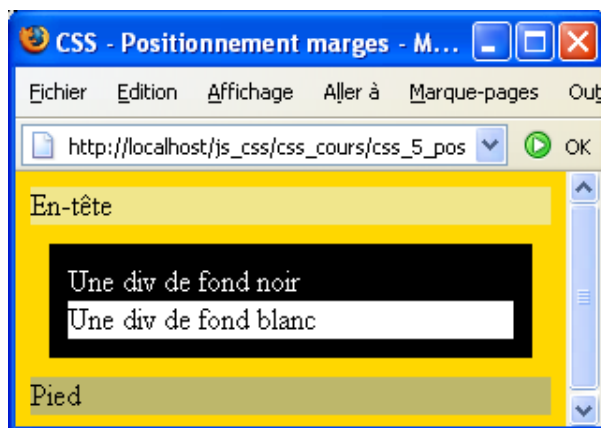 CSS - Positionnement marges - M...
Fichier Edition Affichage Aller à Marque-pages
http://localhost/js_css/css_cours/css_5_pos OK
En-tête
Une div de fond noir
Une div de fond blanc
Pied